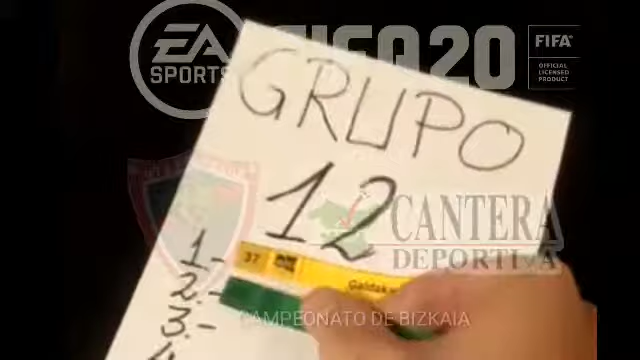 EA
SPORTS
FIFA 20
FIFA
OFFICIAL
LICENSED
PRODUCT
GRUPO
12
CANTERA
DEPORTIVA
1.-
37
2.-
3.-
4
CAMPEONATO DE BIZKAIA